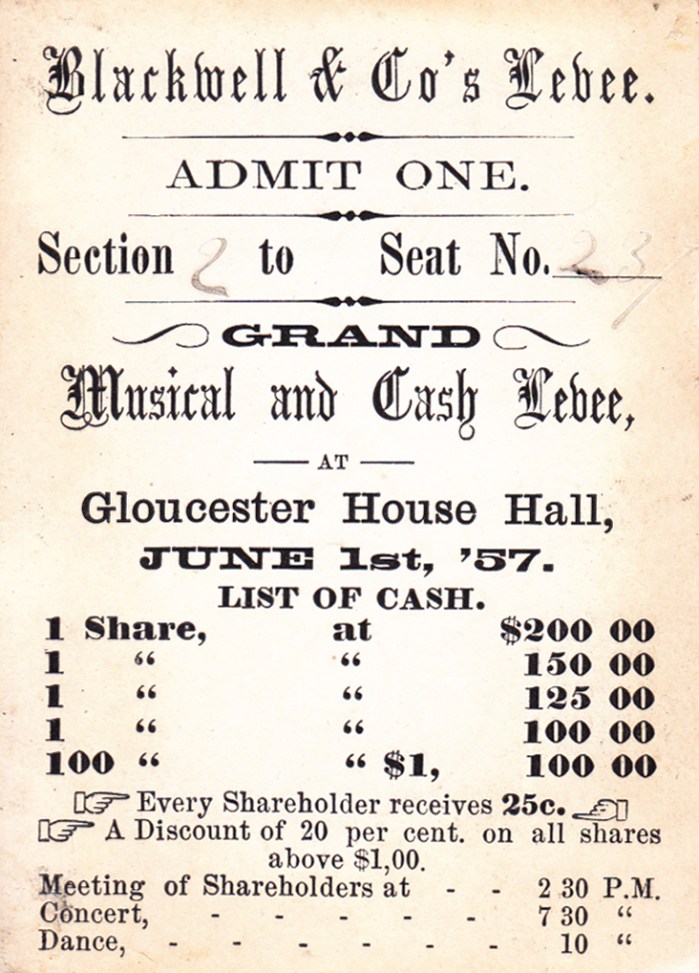 Blackwell & Co's Levee.
ADMIT ONE.
Section 2 to Seat No. 237
GRAND
Musical and Cash Levee,
AT
Gloucester House Hall,
JUNE 1st, '57.
LIST OF CASH.
1 Share, at $200 00
1 “ “ 150 00
1 “ “ 125 00
1 “ “ 100 00
100 “ “ $1, 100 00
☞ Every Shareholder receives 25c. ☜
☞ A Discount of 20 per cent. on all shares
above $1,00.
Meeting of Shareholders at - - 2 30 P.M.
Concert, - - - - - 7 30 “
Dance, - - - - - - 10 “